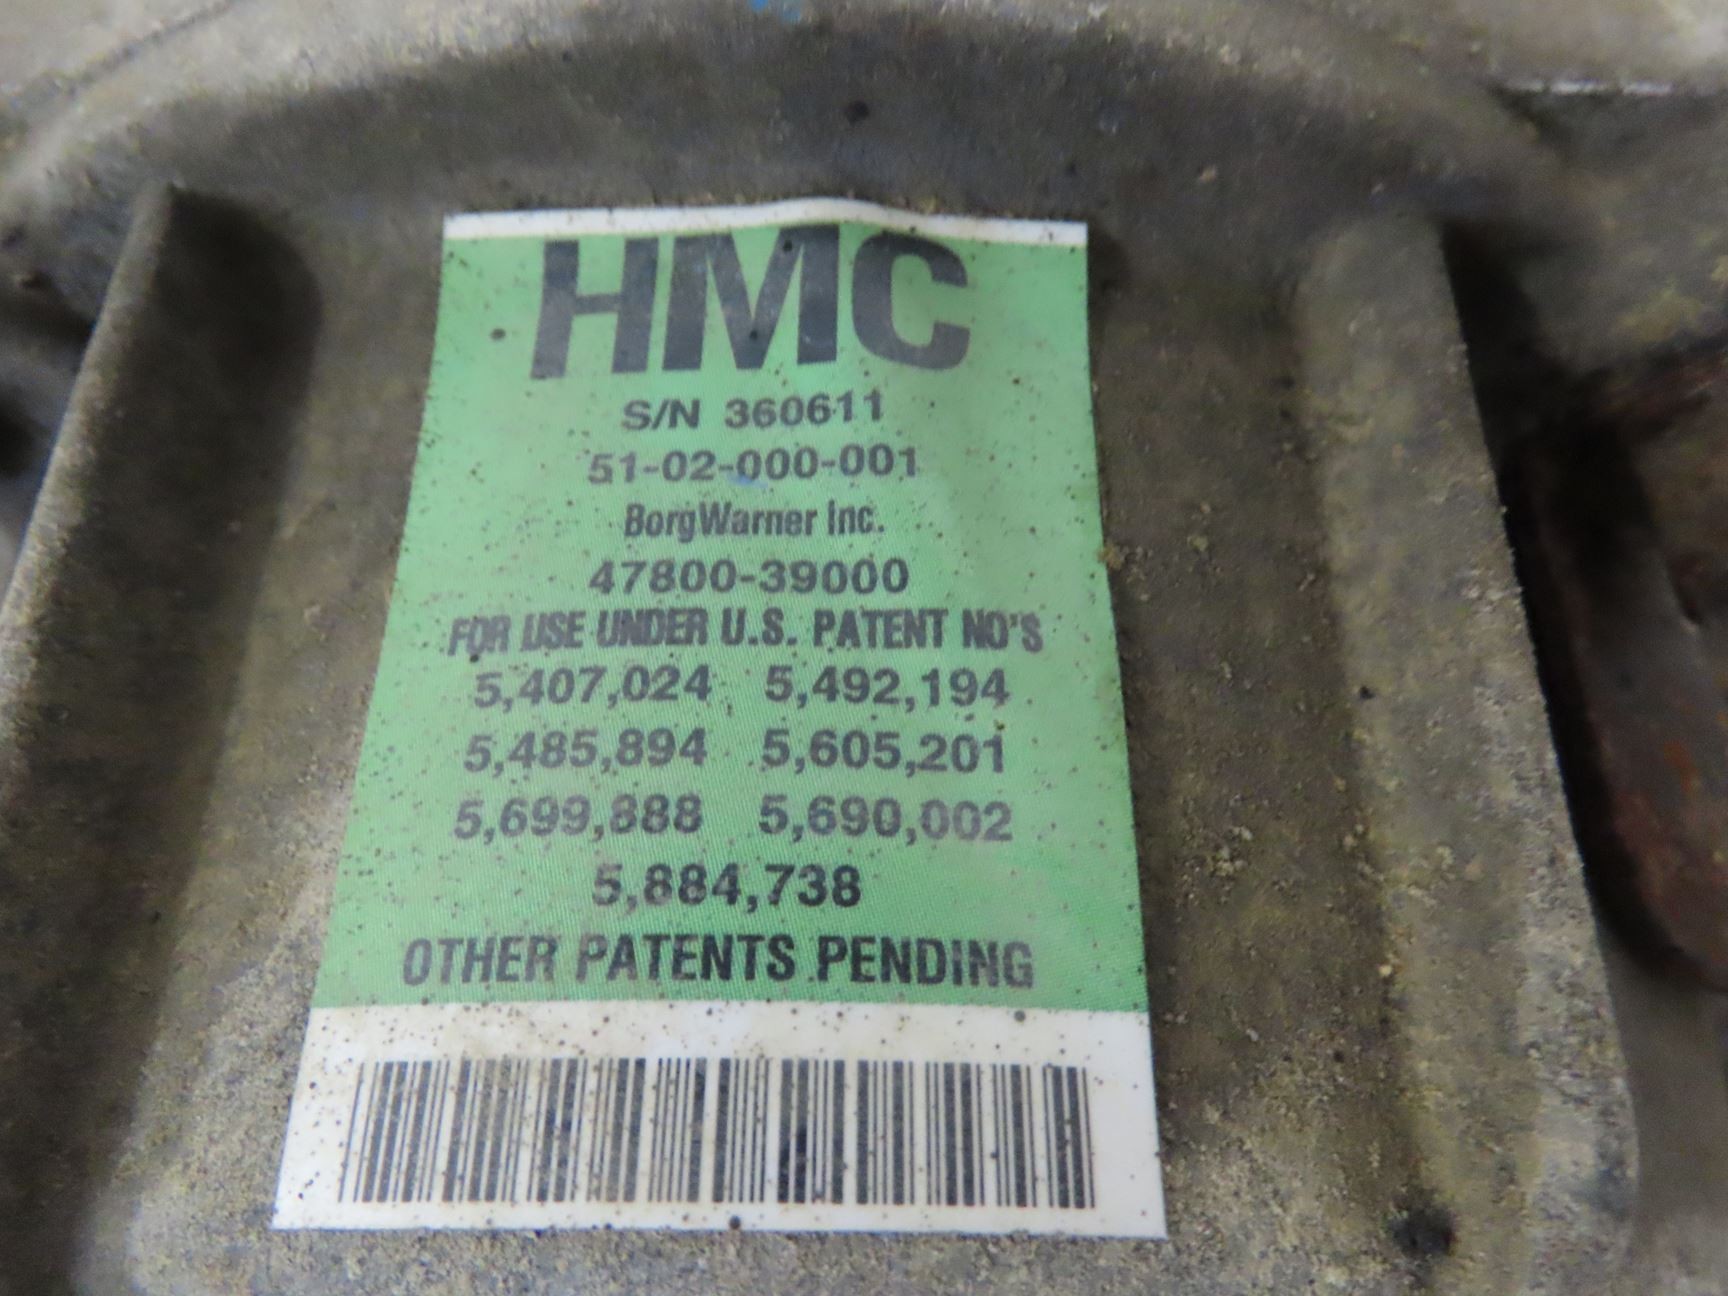 HMC
S/N 360611
51-02-000-001
BorgWarner Inc.
47800-39000
FOR USE UNDER U.S. PATENT NO'S
5,407,024 5,492,194
5,485,894 5,605,201
5,699,888 5,690,002
5,884,738
OTHER PATENTS PENDING